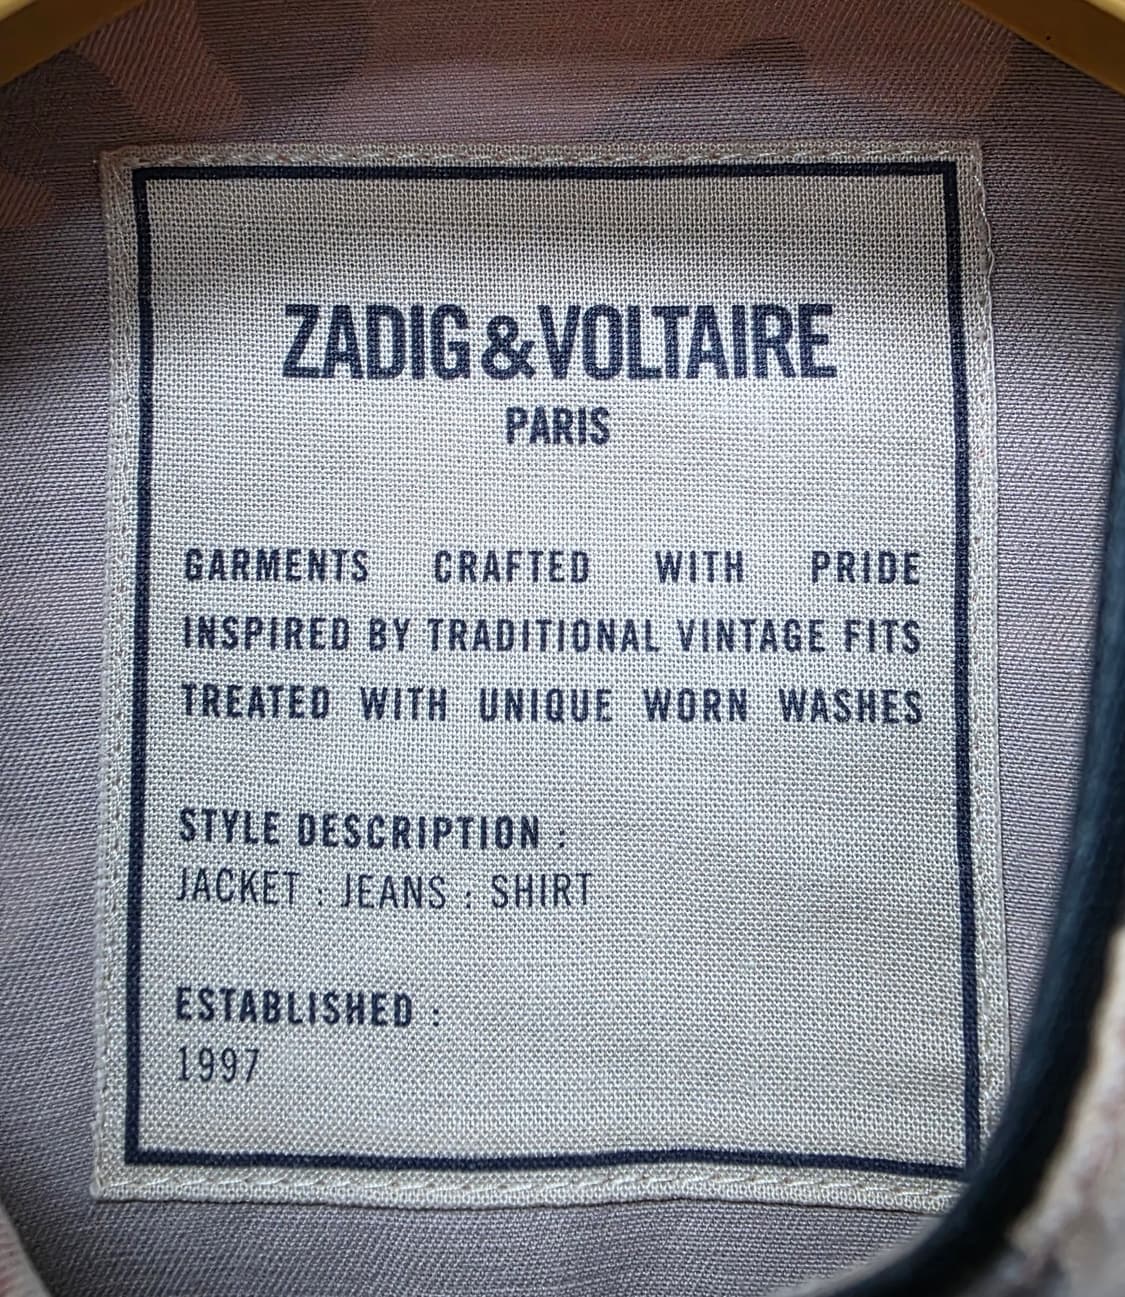 ZADIG&VOLTAIRE
PARIS
GARMENTS CRAFTED WITH PRIDE
INSPIRED BY TRADITIONAL VINTAGE FITS
TREATED WITH UNIQUE WORN WASHES
STYLE DESCRIPTION :
JACKET : JEANS : SHIRT
ESTABLISHED :
1997